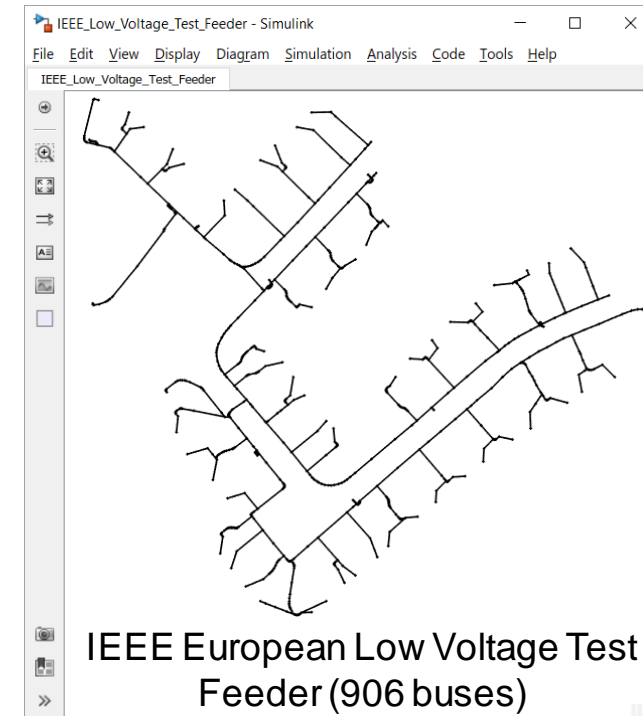 IEEE_Low_Voltage_Test_Feeder - Simulink
File Edit View Display Diagram Simulation Analysis Code Tools Help
IEEE_Low_Voltage_Test_Feeder
IEEE European Low Voltage Test
Feeder (906 buses)